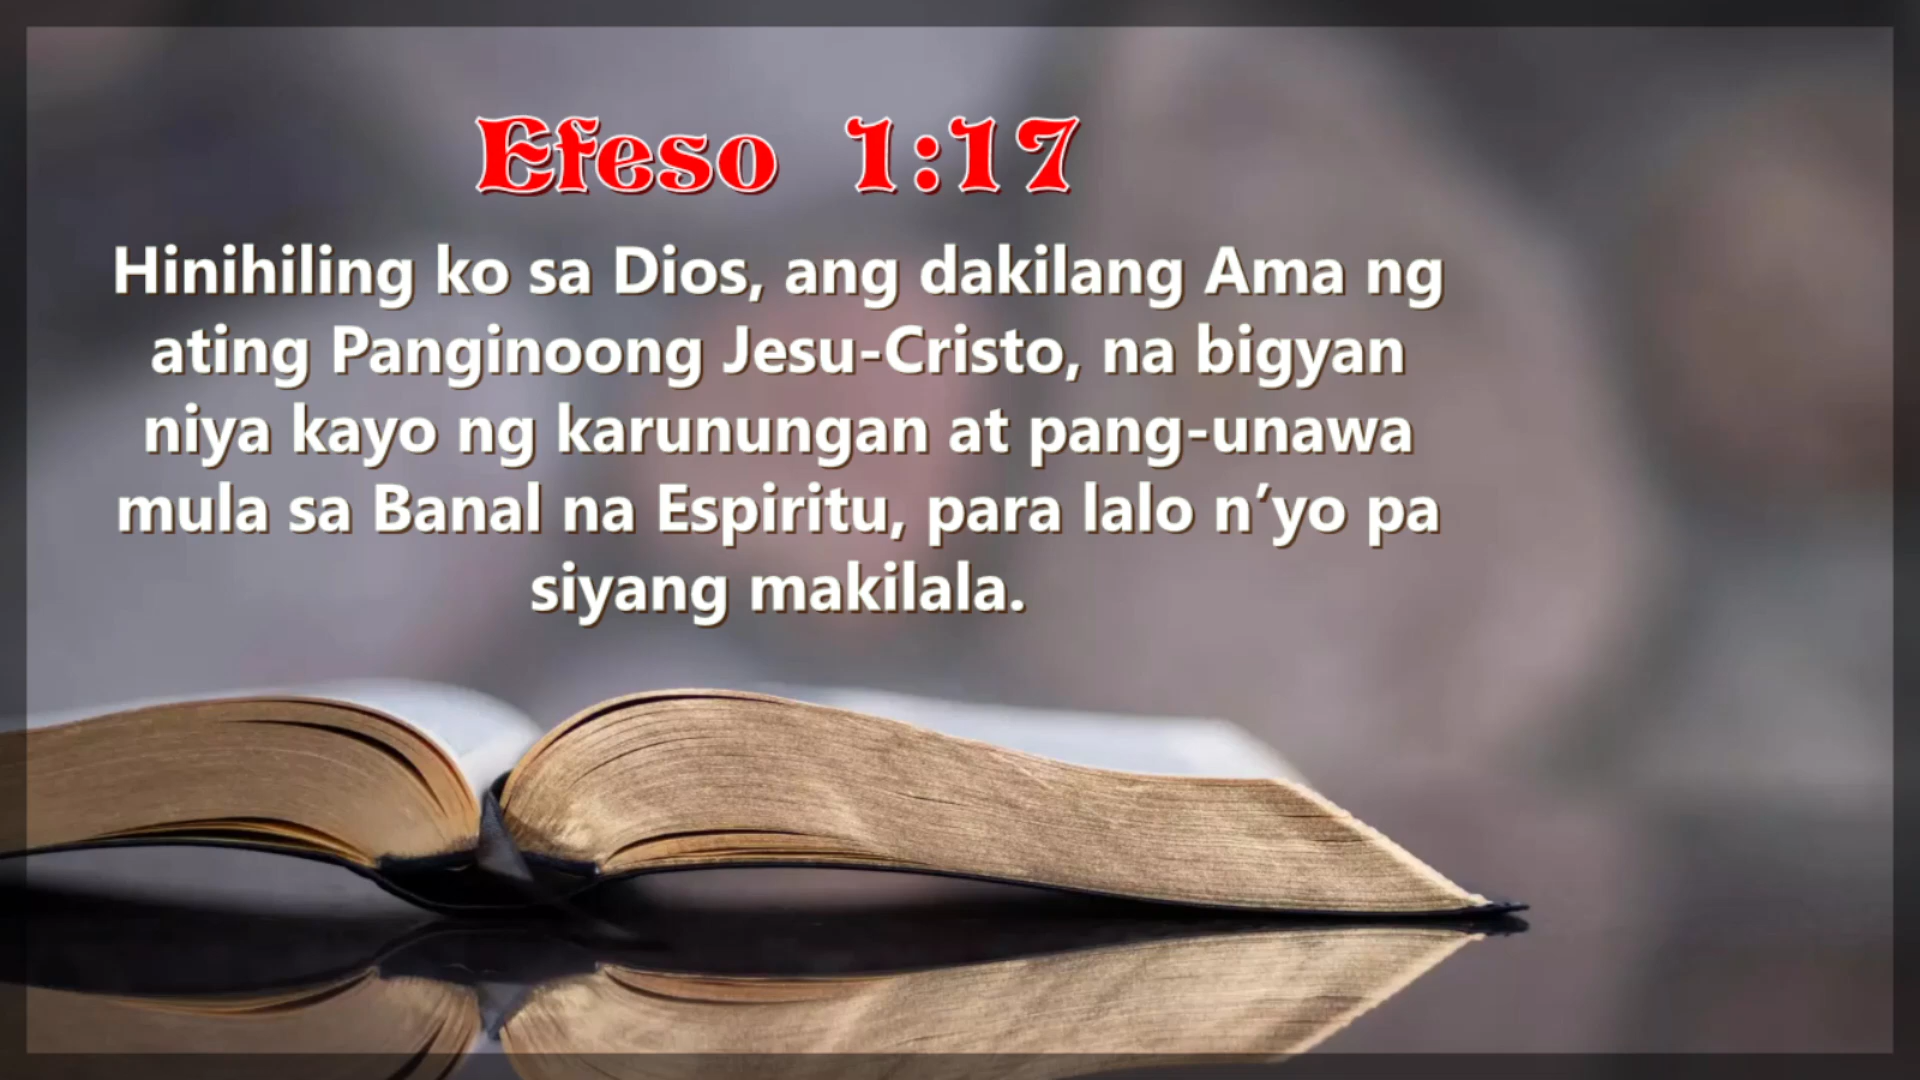 Efeso 1:17
Hinihiling ko sa Dios, ang dakilang Ama ng
ating Panginoong Jesu-Cristo, na bigyan
niya kayo ng karunungan at pang-unawa
mula sa Banal na Espiritu, para lalo n’yo pa
siyang makilala.